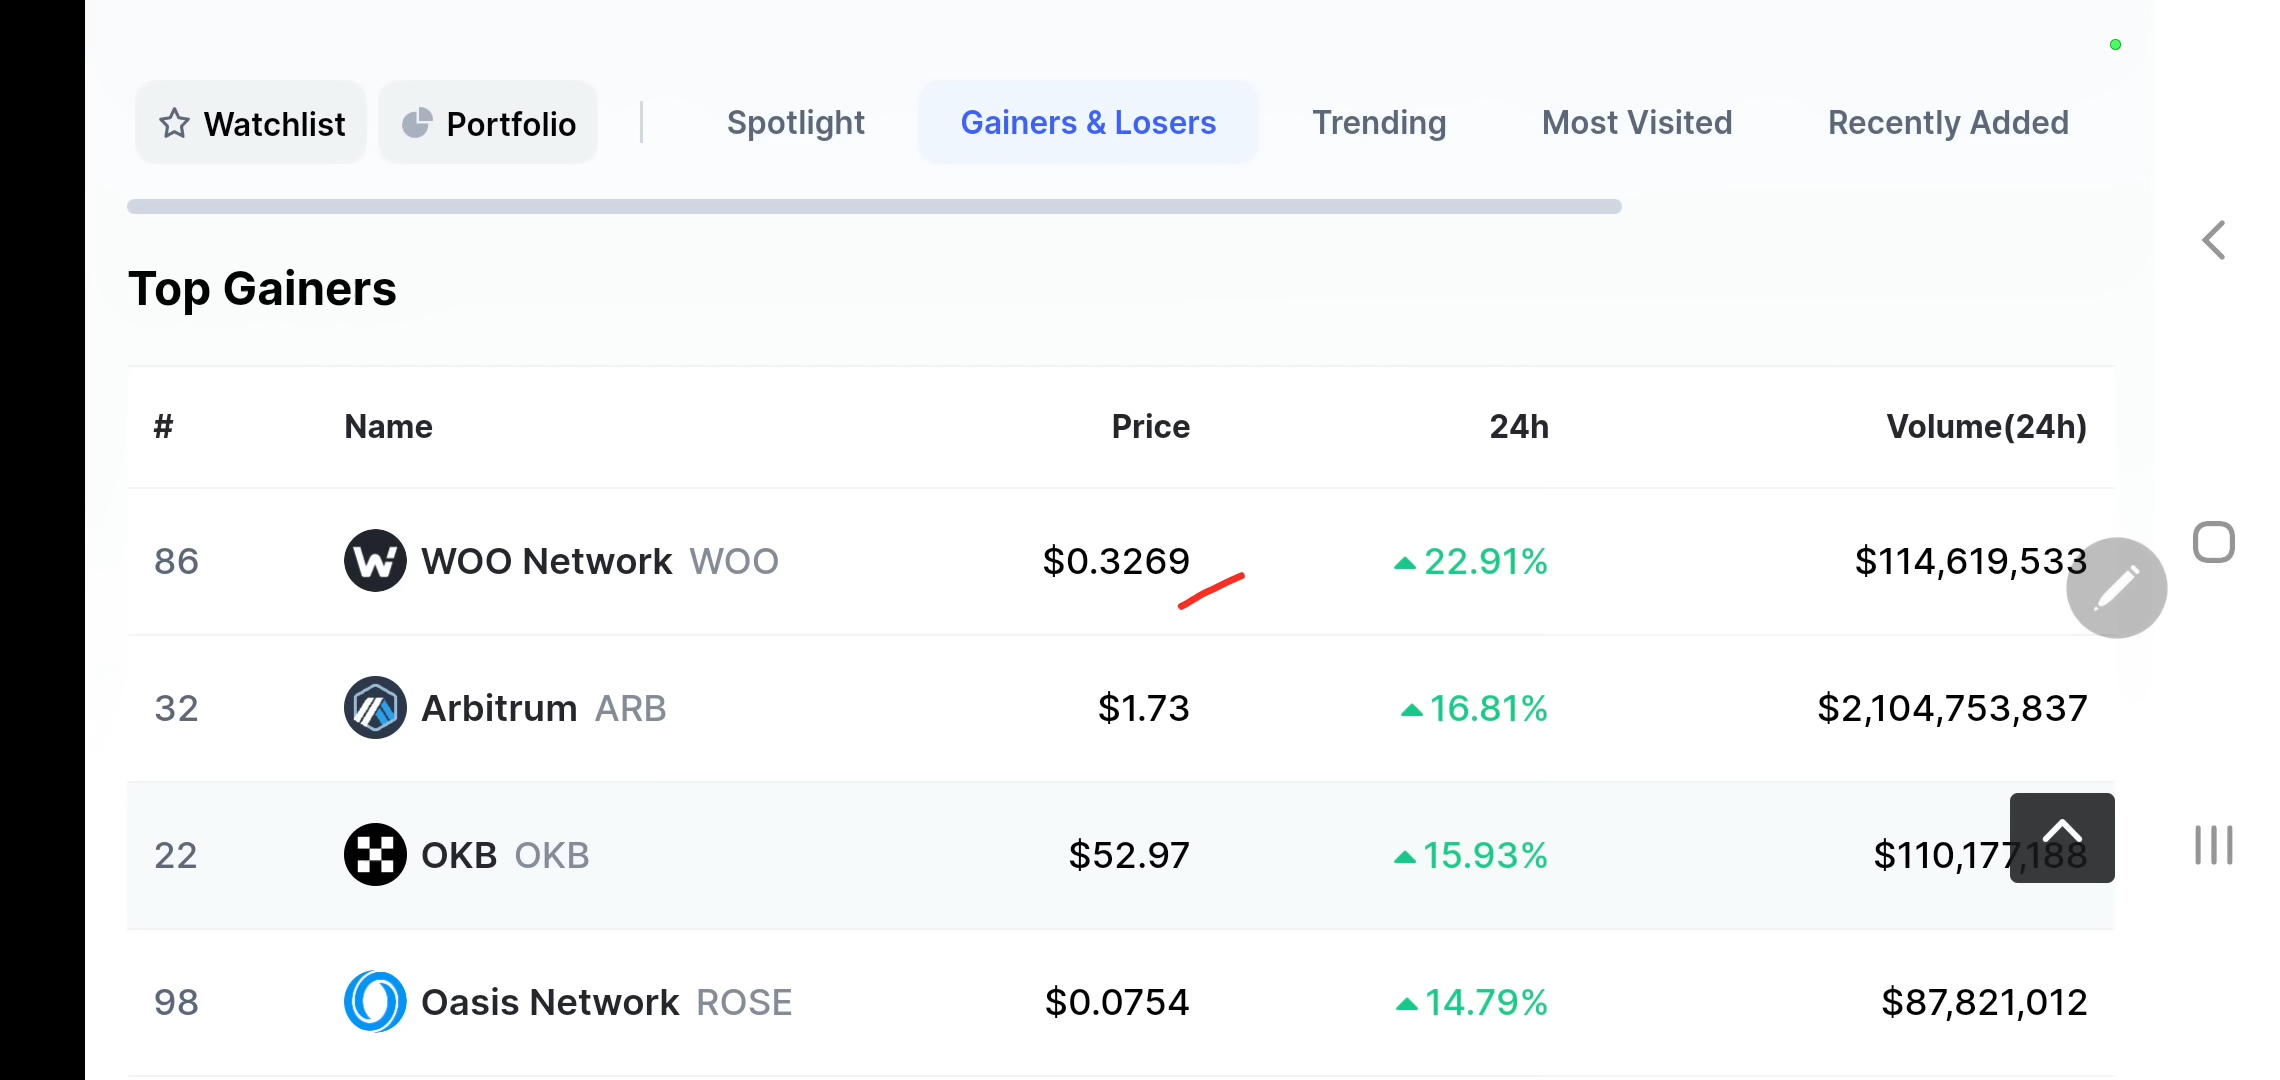 Watchlist Portfolio Spotlight Gainers & Losers Trending Most Visited Recently Added
Top Gainers
# Name Price 24h Volume(24h)
86 WOO Network WOO $0.3269 22.91% $114,619,533
32 Arbitrum ARB $1.73 16.81% $2,104,753,837
22 OKB OKB $52.97 15.93% $110,177,188
98 Oasis Network ROSE $0.0754 14.79% $87,821,012